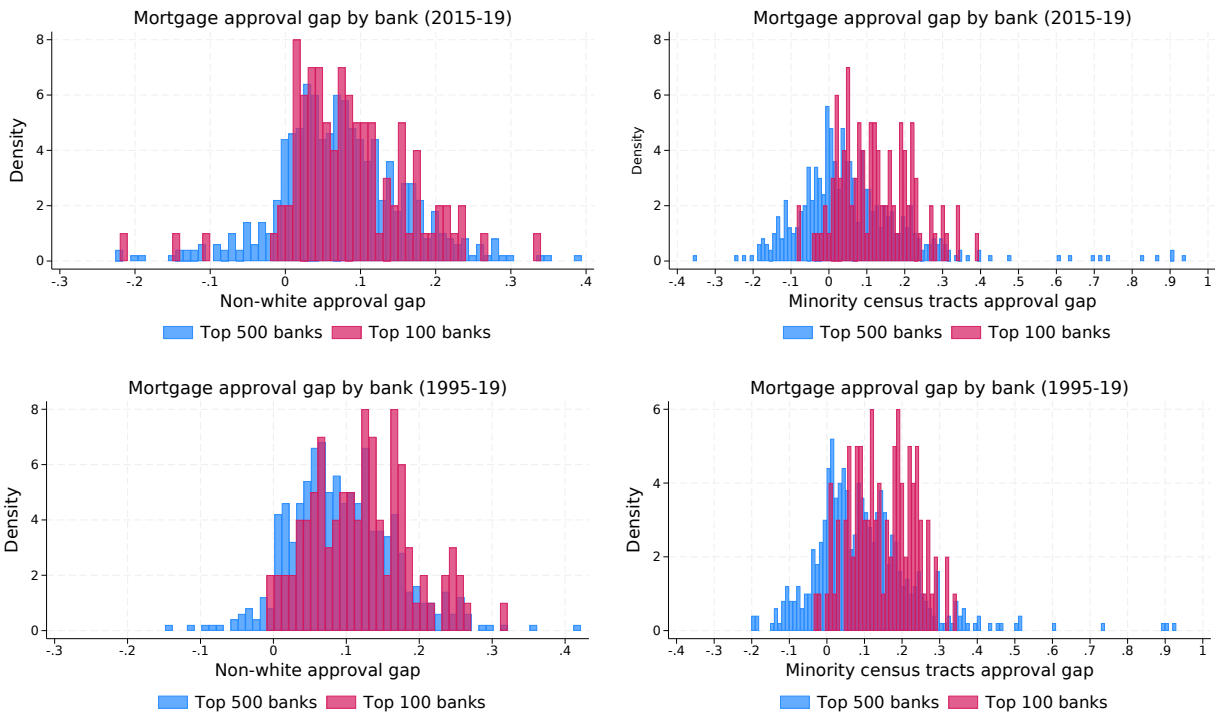 Mortgage approval gap by bank (2015-19)
8
6
4
2
0
Density
-.3 -.2 -.1 0 .1 .2 .3 .4
Non-white approval gap
Top 500 banks Top 100 banks
Mortgage approval gap by bank (2015-19)
8
6
4
2
0
Density
-.4 -.3 -.2 -.1 0 .1 .2 .3 .4 .5 .6 .7 .8 .9 1
Minority census tracts approval gap
Top 500 banks Top 100 banks
Mortgage approval gap by bank (1995-19)
8
6
4
2
0
Density
-.3 -.2 -.1 0 .1 .2 .3 .4
Non-white approval gap
Top 500 banks Top 100 banks
Mortgage approval gap by bank (1995-19)
6
4
2
0
Density
-.4 -.3 -.2 -.1 0 .1 .2 .3 .4 .5 .6 .7 .8 .9 1
Minority census tracts approval gap
Top 500 banks Top 100 banks